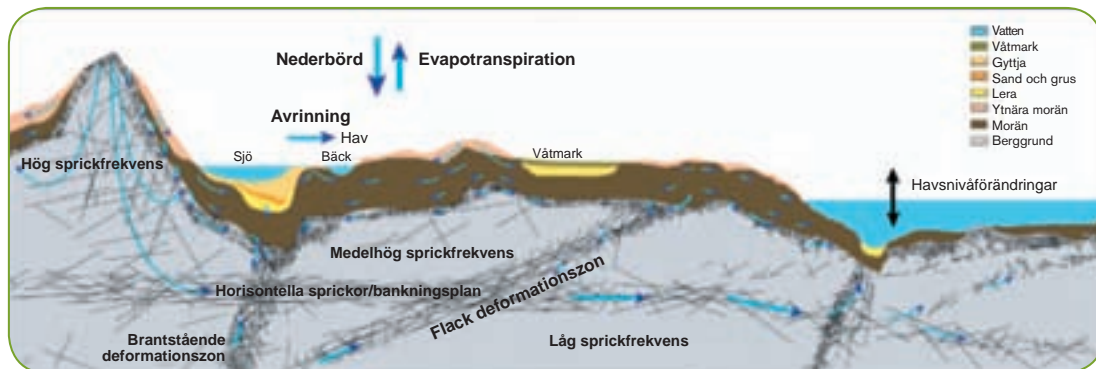 Nederbörd
Evapotranspiration
Avrinning
Hav
Sjö
Bäck
Våtmark
Hög sprickfrekvens
Havsnivåförändringar
Medelhög sprickfrekvens
Horisontella sprickor/bankningsplan
Flack deformationszon
Brantstående
deformationszon
Låg sprickfrekvens
Vatten
Våtmark
Gyttja
Sand och grus
Lera
Ytnära morän
Morän
Berggrund